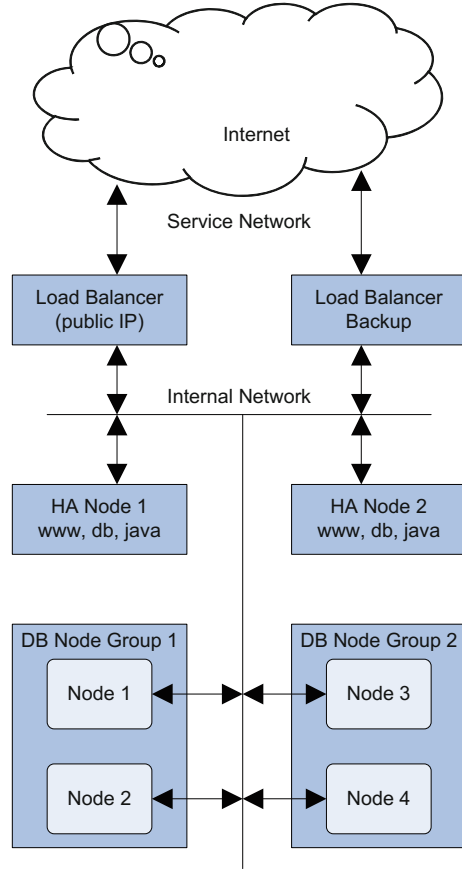 Internet
Service Network
Load Balancer
(public IP)
Load Balancer
Backup
Internal Network
HA Node 1
www, db, java
HA Node 2
www, db, java
DB Node Group 1
Node 1
Node 2
DB Node Group 2
Node 3
Node 4